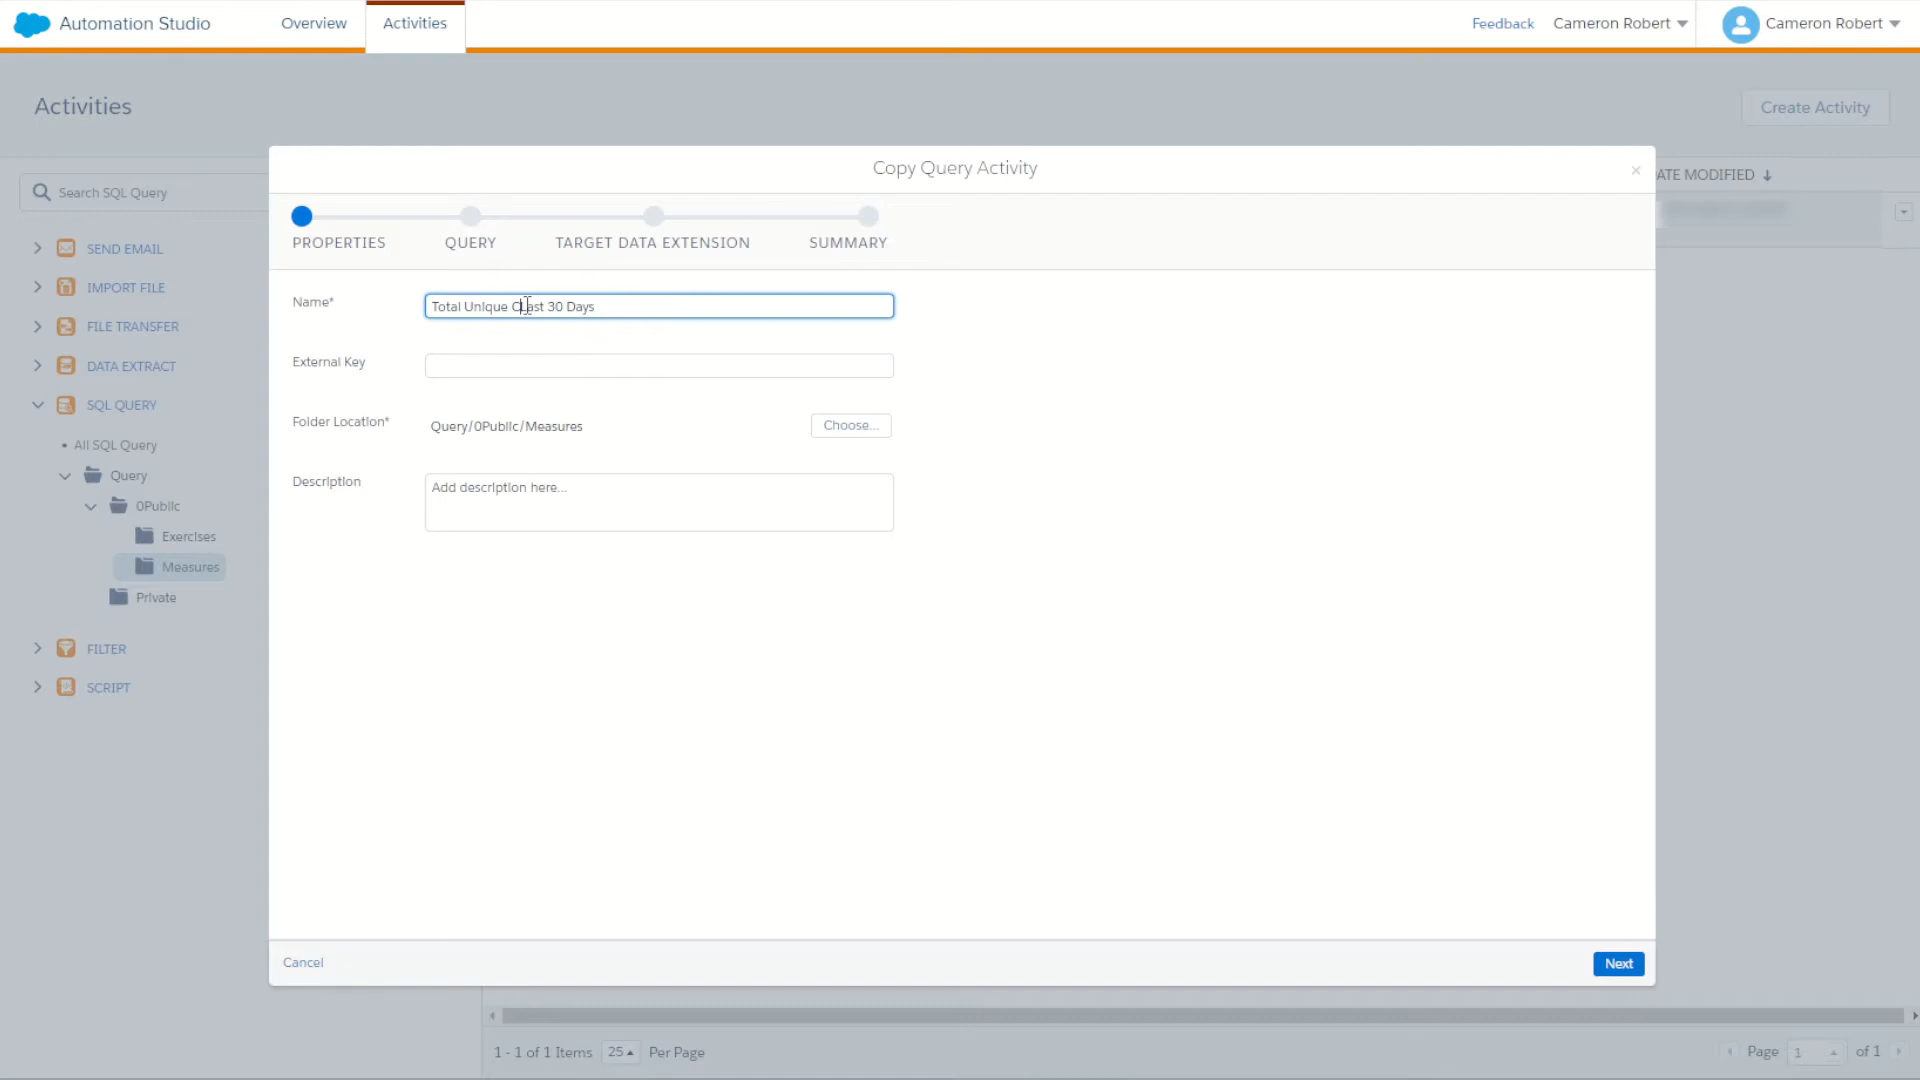 Automation Studio
Overview
Activities
Feedback
Cameron Robert
Cameron Robert
Activities
Create Activity
Copy Query Activity
Search SQL Query
ATE MODIFIED
PROPERTIES
QUERY
TARGET DATA EXTENSION
SUMMARY
SEND EMAIL
IMPORT FILE
FILE TRANSFER
DATA EXTRACT
SQL QUERY
All SQL Query
Query
0Public
Exercises
Measures
Private
FILTER
SCRIPT
Name*
Total Unique 30 Days
External Key
Folder Location*
Query/0Public/Measures
Choose...
Description
Add description here...
Cancel
Next
1 - 1 of 1 Items
25
Per Page
Page
1
of 1